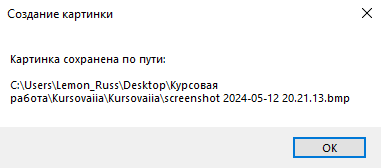 Создание картинки
Картинка сохранена по пути:
C:\Users\Lemon_Russ\Desktop\Курсовая
работа\Kursovaiia\Kursovaiia\screenshot 2024-05-12 20.21.13.bmp
ОК